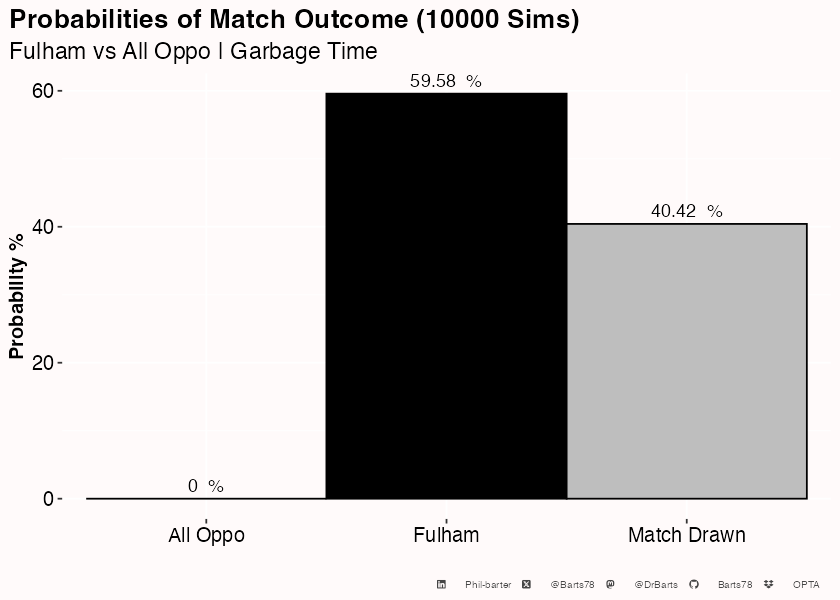 Probabilities of Match Outcome (10000 Sims)
Fulham vs All Oppo | Garbage Time
59.58 %
60
40.42 %
40
Probability %
20
0 %
0
All Oppo Fulham Match Drawn
Phil-barter @Barts78 @DrBarts Barts78 OPTA